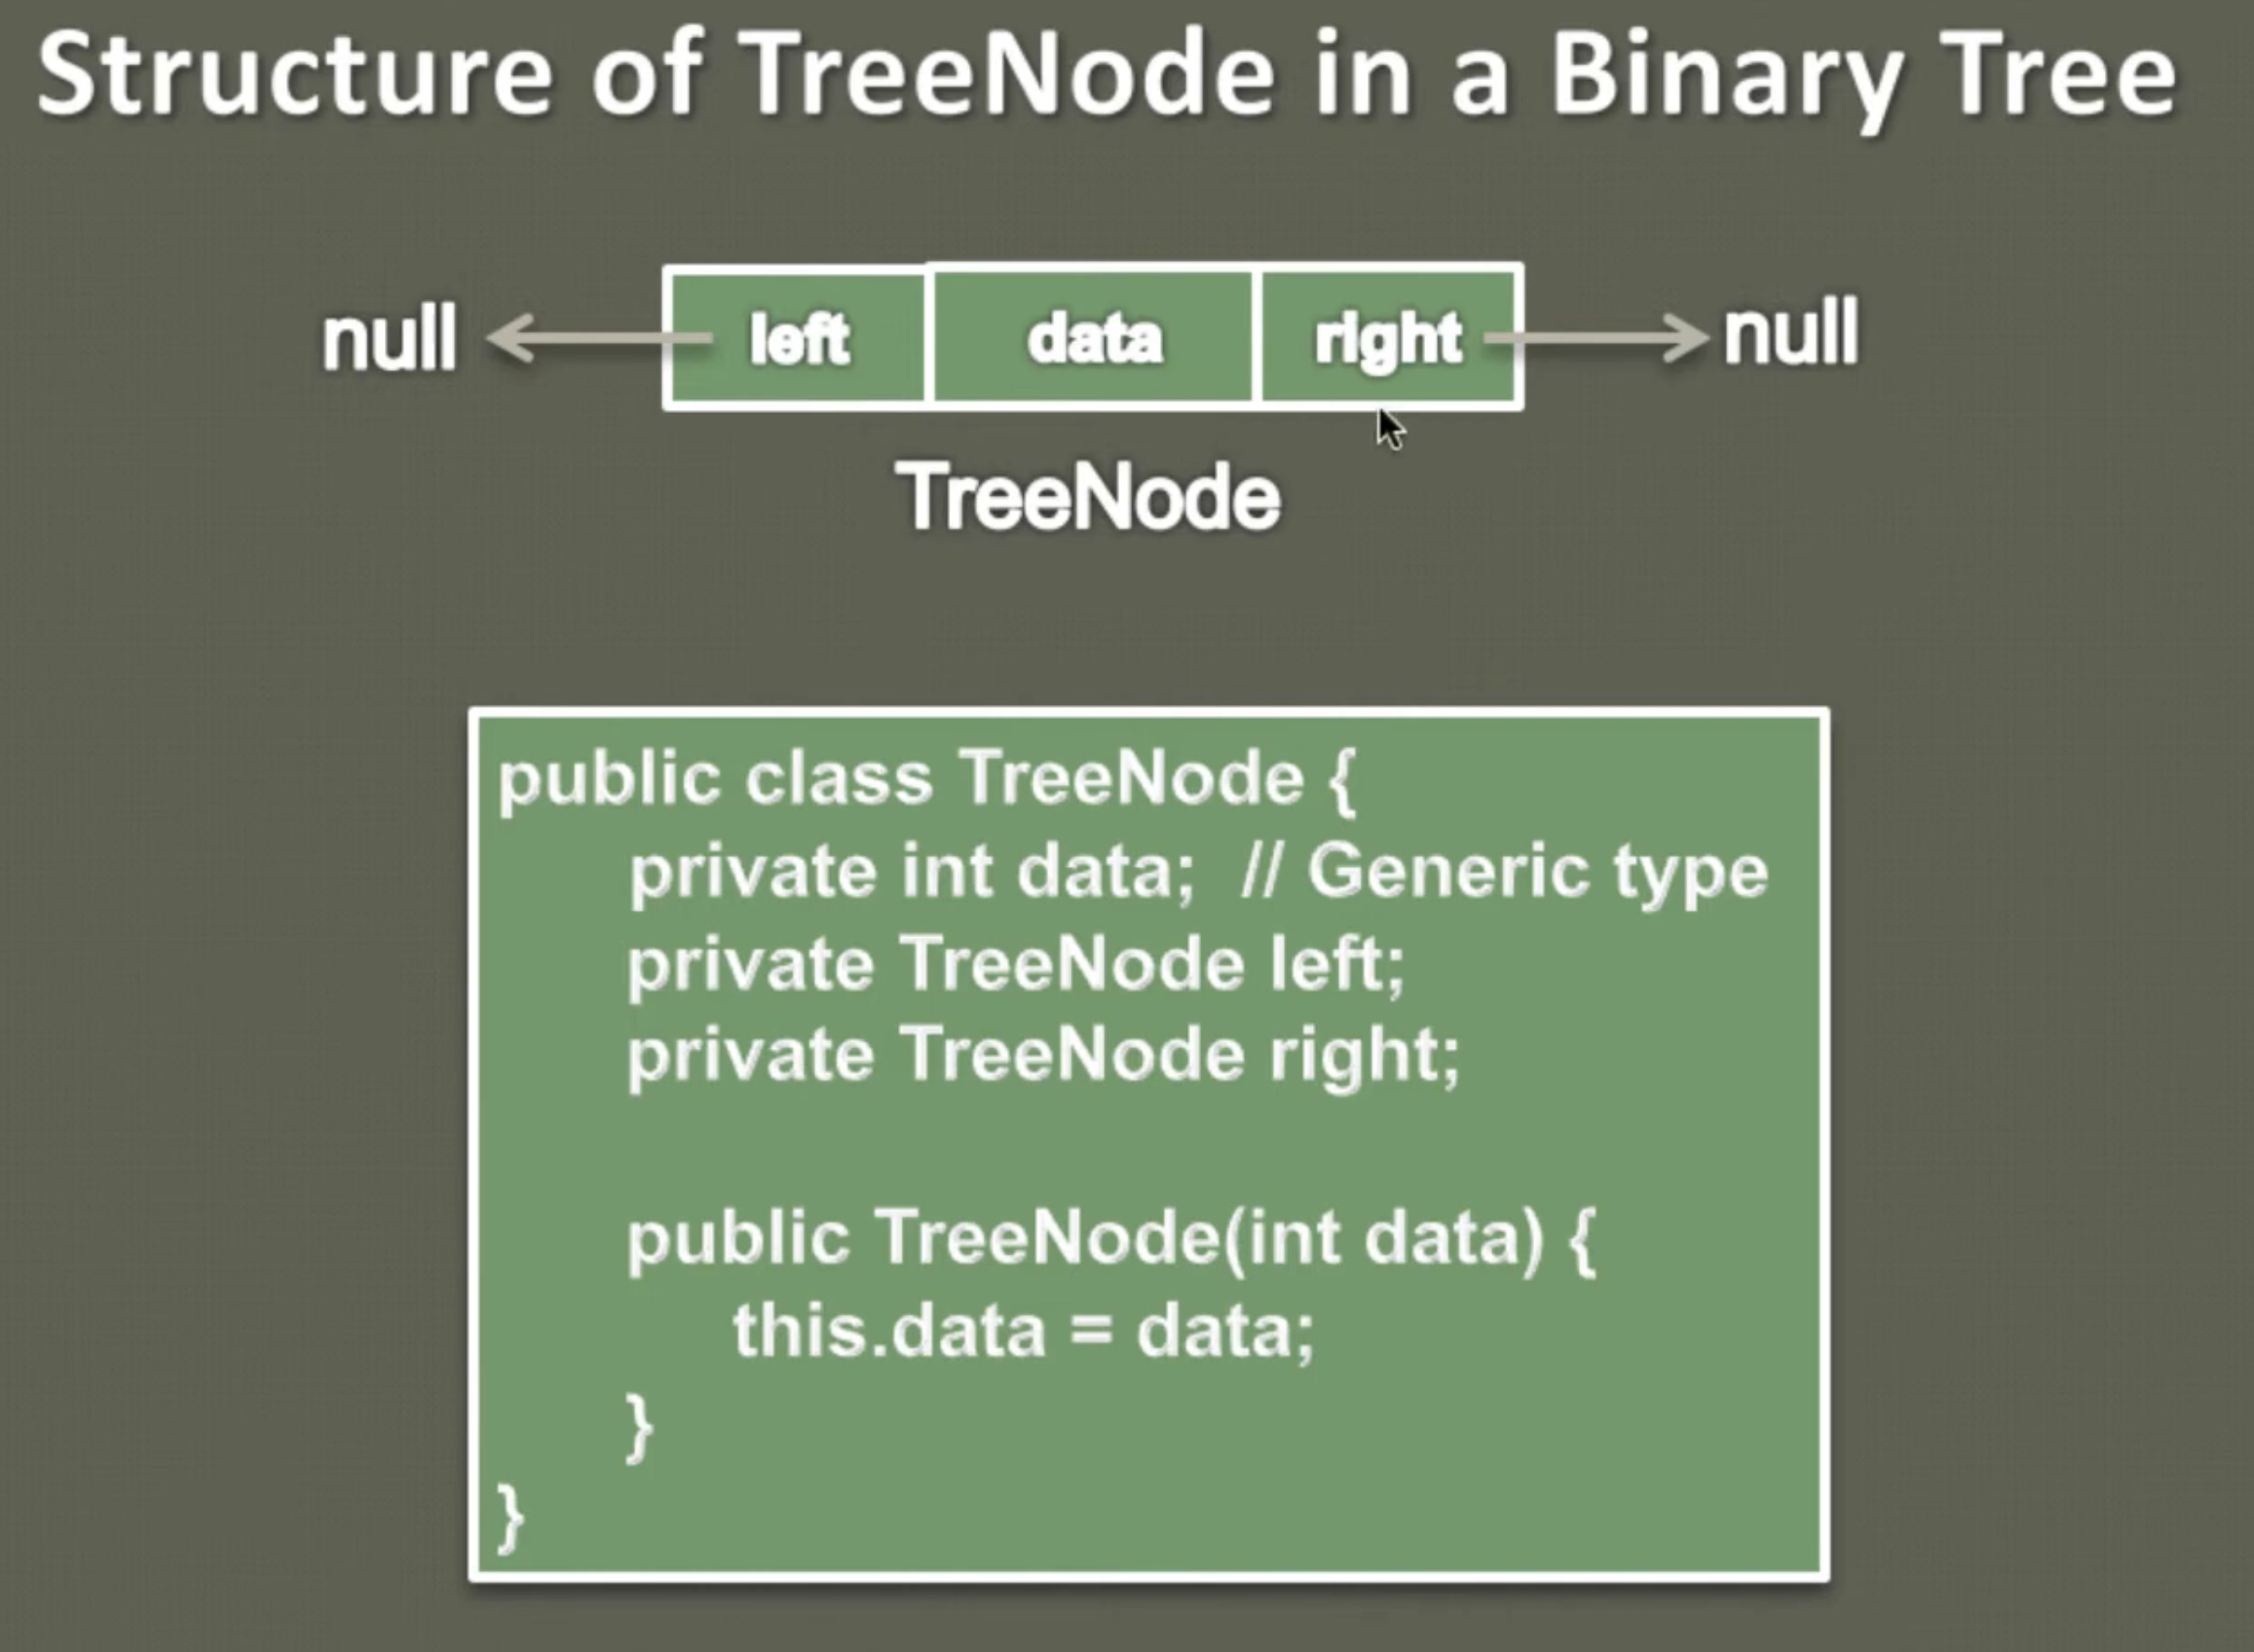 Structure of TreeNode in a Binary Tree
null left data right null
TreeNode
public class TreeNode {
private int data; // Generic type
private TreeNode left;
private TreeNode right;
public TreeNode(int data) {
this.data = data;
}
}